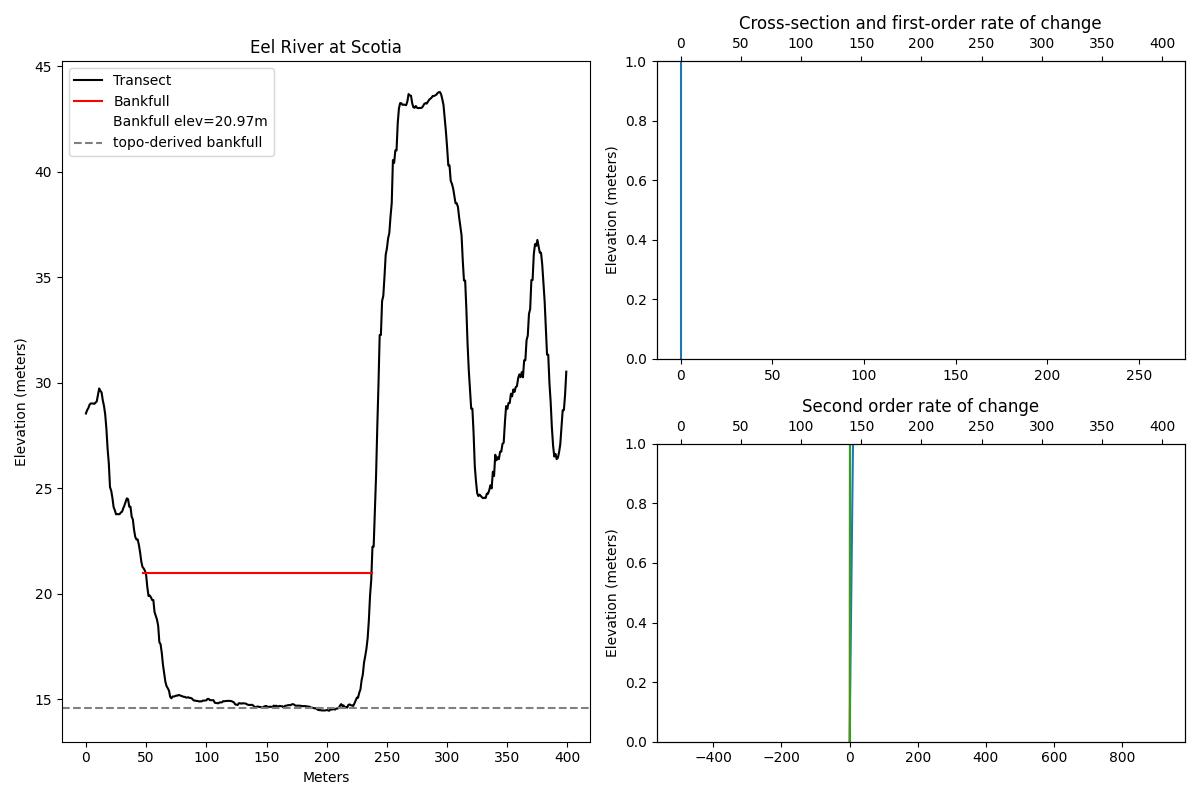 Eel River at Scotia
45
40
35
30
25
20
15
Elevation (meters)
Transect
Bankfull
Bankfull elev=20.97m
topo-derived bankfull
0 50 100 150 200 250 300 350 400
Meters
Cross-section and first-order rate of change
0 50 100 150 200 250 300 350 400
1.0
0.8
0.6
0.4
0.2
0.0
Elevation (meters)
0 50 100 150 200 250
Second order rate of change
0 50 100 150 200 250 300 350 400
1.0
0.8
0.6
0.4
0.2
0.0
Elevation (meters)
−400 −200 0 200 400 600 800